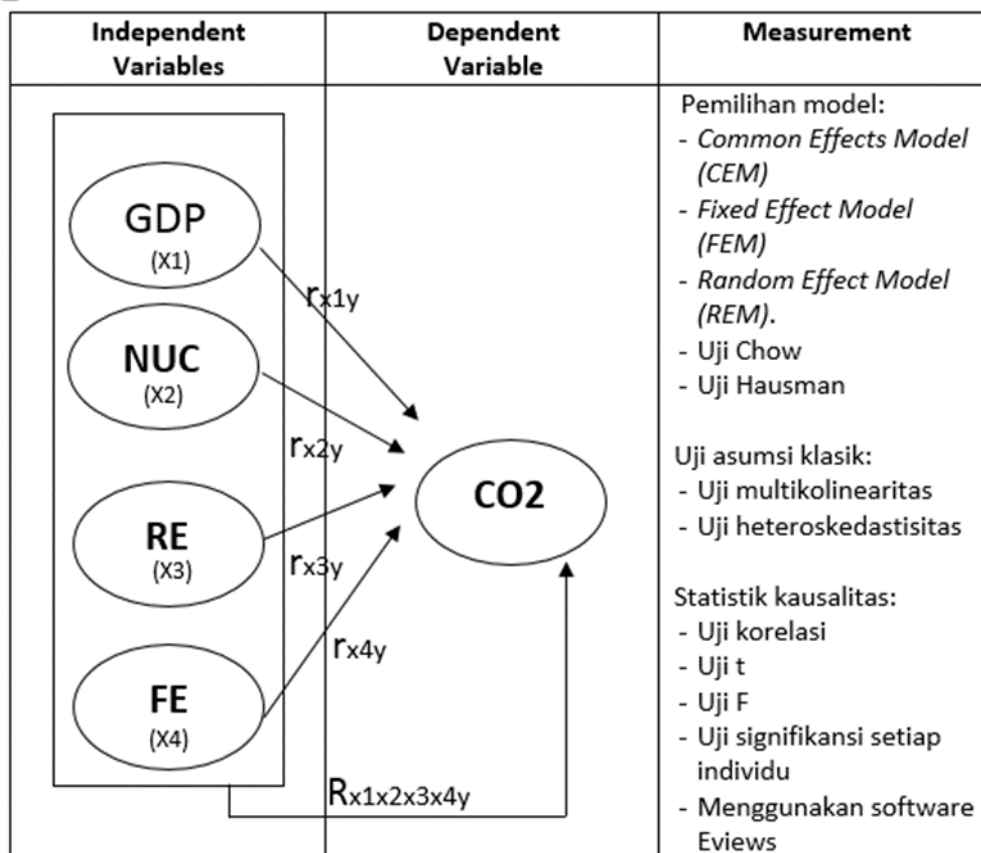 Independent
Variables
Dependent
Variable
Measurement
GDP
(X1)
NUC
(X2)
RE
(X3)
FE
(X4)
rx1y
rx2y
rx3y
rx4y
Rx1x2x3x4y
CO2
Pemilihan model:
- Common Effects Model
(CEM)
- Fixed Effect Model
(FEM)
- Random Effect Model
(REM).
- Uji Chow
- Uji Hausman
Uji asumsi klasik:
- Uji multikolinearitas
- Uji heteroskedastisitas
Statistik kausalitas:
- Uji korelasi
- Uji t
- Uji F
- Uji signifikansi setiap
individu
- Menggunakan software
Eviews